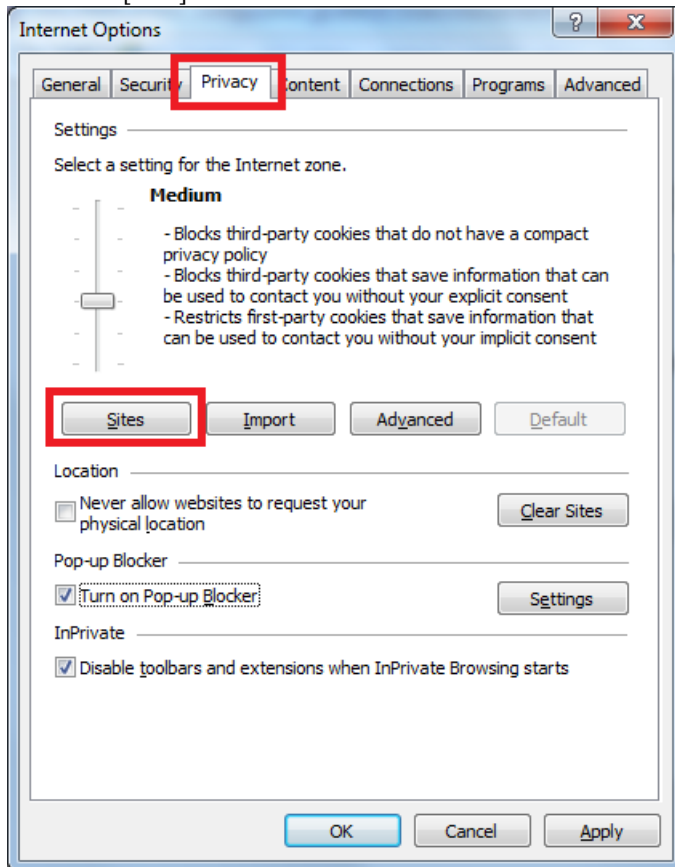 Internet Options
General Security Privacy Content Connections Programs Advanced
Settings
Select a setting for the Internet zone.
Medium
- Blocks third-party cookies that do not have a compact
privacy policy
- Blocks third-party cookies that save information that can
be used to contact you without your explicit consent
- Restricts first-party cookies that save information that
can be used to contact you without your implicit consent
Sites Import Advanced Default
Location
Never allow websites to request your
physical location
Clear Sites
Pop-up Blocker
Turn on Pop-up Blocker
Settings
InPrivate
Disable toolbars and extensions when InPrivate Browsing starts
OK Cancel Apply